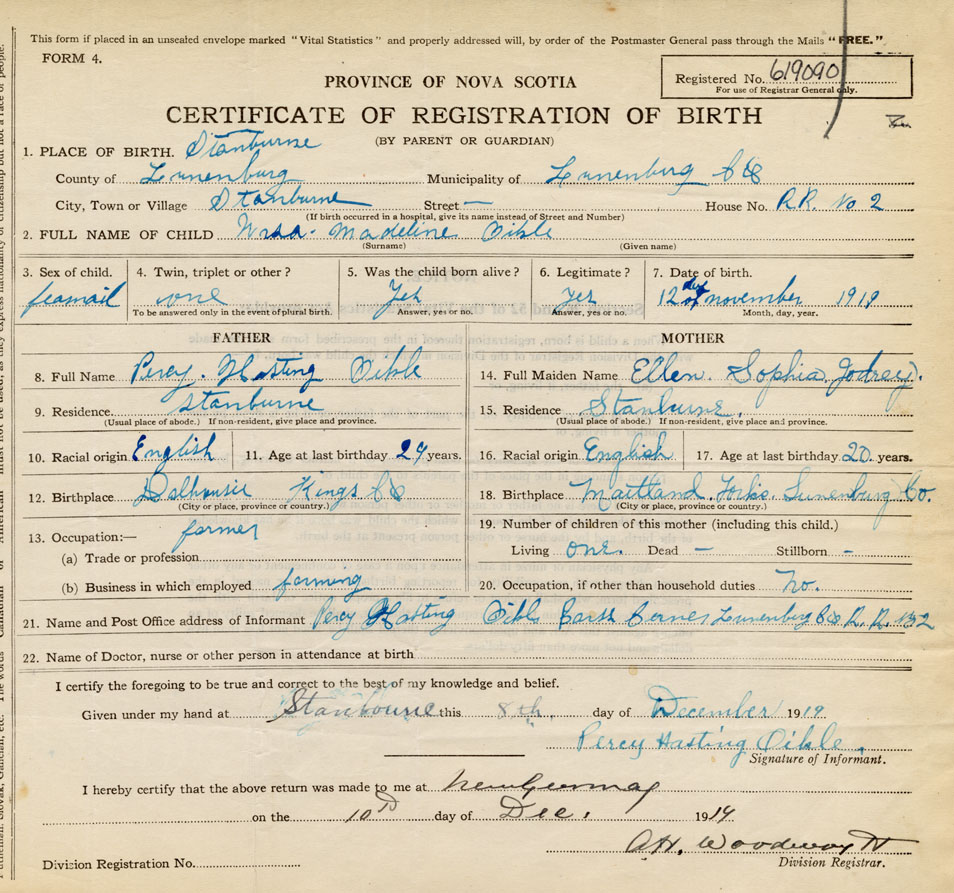 This form if placed in an unsealed envelope marked "Vital Statistics" and properly addressed will, by order of the Postmaster General pass through the Mails "FREE."
FORM 4.
PROVINCE OF NOVA SCOTIA
Registered No. 619090
For use of Registrar General only.
CERTIFICATE OF REGISTRATION OF BIRTH
(BY PARENT OR GUARDIAN)
1. PLACE OF BIRTH. Stanburne
County of Lunenburg Municipality of Lunenburg Co
City, Town or Village Stanburne Street — House No. R.R. No 2
(If birth occurred in a hospital, give its name instead of Street and Number)
2. FULL NAME OF CHILD Madeline Oikle
(Surname) (Given name)
3. Sex of child. 4. Twin, triplet or other? 5. Was the child born alive? 6. Legitimate? 7. Date of birth.
feamail one Yes Yes 12 day of november 1919
To be answered only in the event of plural birth. Answer, yes or no. Answer, yes or no. Month, day, year.
FATHER MOTHER
8. Full Name Percy. Hasting Oikle 14. Full Maiden Name Ellen. Sophia Jodrey.
9. Residence. Stanburne 15. Residence Stanburne.
(Usual place of abode.) If non-resident, give place and province. (Usual place of abode.) If non-resident, give place and province.
10. Racial origin English 11. Age at last birthday 29 years. 16. Racial origin English 17. Age at last birthday 20. years.
12. Birthplace Dalhousie Kings Co 18. Birthplace Maitland Forks. Lunenburg Co.
(City or place, province or country.) (City or place, province or country.)
13. Occupation:— farmer 19. Number of children of this mother (including this child.)
(a) Trade or profession Living one. Dead — Stillborn -
(b) Business in which employed farming 20. Occupation, if other than household duties No.
21. Name and Post Office address of Informant Percy Hasting Oikle Lunenburg Co R.R.
22. Name of Doctor, nurse or other person in attendance at birth
I certify the foregoing to be true and correct to the best of my knowledge and belief.
Given under my hand at Stanbourne this 8th. day of December 1919
Percy Hasting Oikle.
Signature of Informant.
I hereby certify that the above return was made to me at New Germany
on the 10th day of Dec. 1919
Division Registration No.
Division Registrar.